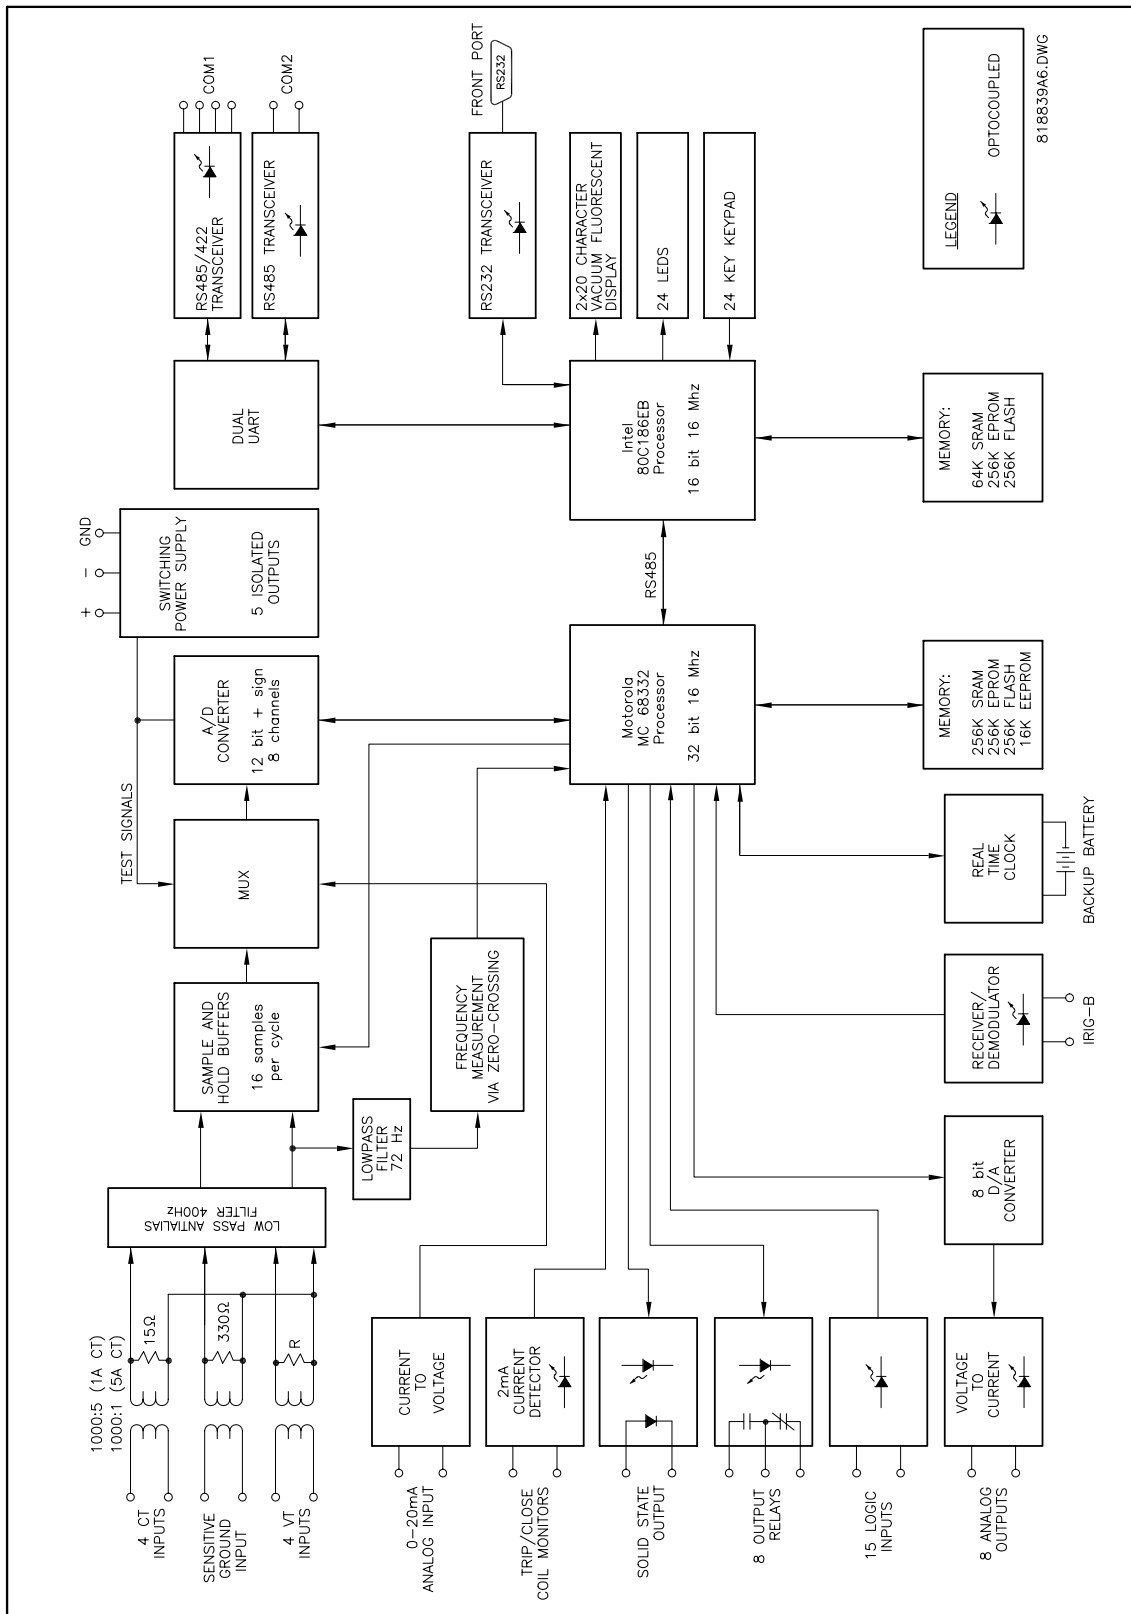 4 CT
INPUTS
1000:5 (1A CT)
1000:1 (5A CT)
15Ω
SENSITIVE
GROUND
INPUT
330Ω
4 VT
INPUTS
R
LOW PASS ANTIALIAS
FILTER 400Hz
SAMPLE AND
HOLD BUFFERS
16 samples
per cycle
MUX
TEST SIGNALS
A/D
CONVERTER
12 bit + sign
8 channels
+
-
GND
SWITCHING
POWER SUPPLY
5 ISOLATED
OUTPUTS
DUAL
UART
RS485/422
TRANSCEIVER
COM1
RS485 TRANSCEIVER
COM2
LOWPASS
FILTER
72 Hz
FREQUENCY
MEASUREMENT
VIA ZERO-CROSSING
0-20mA
ANALOG INPUT
CURRENT
TO
VOLTAGE
TRIP/CLOSE
COIL MONITORS
2mA
CURRENT
DETECTOR
SOLID STATE
OUTPUT
8 OUTPUT
RELAYS
15 LOGIC
INPUTS
8 ANALOG
OUTPUTS
VOLTAGE
TO
CURRENT
8 bit
D/A
CONVERTER
RECEIVER/
DEMODULATOR
IRIG-B
REAL
TIME
CLOCK
BACKUP BATTERY
Motorola
MC 68332
Processor
32 bit 16 Mhz
MEMORY:
256K SRAM
256K EPROM
256K FLASH
16K EEPROM
RS485
Intel
80C186EB
Processor
16 bit 16 Mhz
MEMORY:
64K SRAM
256K EPROM
256K FLASH
RS232 TRANSCEIVER
FRONT PORT
RS232
2x20 CHARACTER
VACUUM FLUORESCENT
DISPLAY
24 LEDS
24 KEY KEYPAD
LEGEND
OPTOCOUPLED
818839A6.DWG